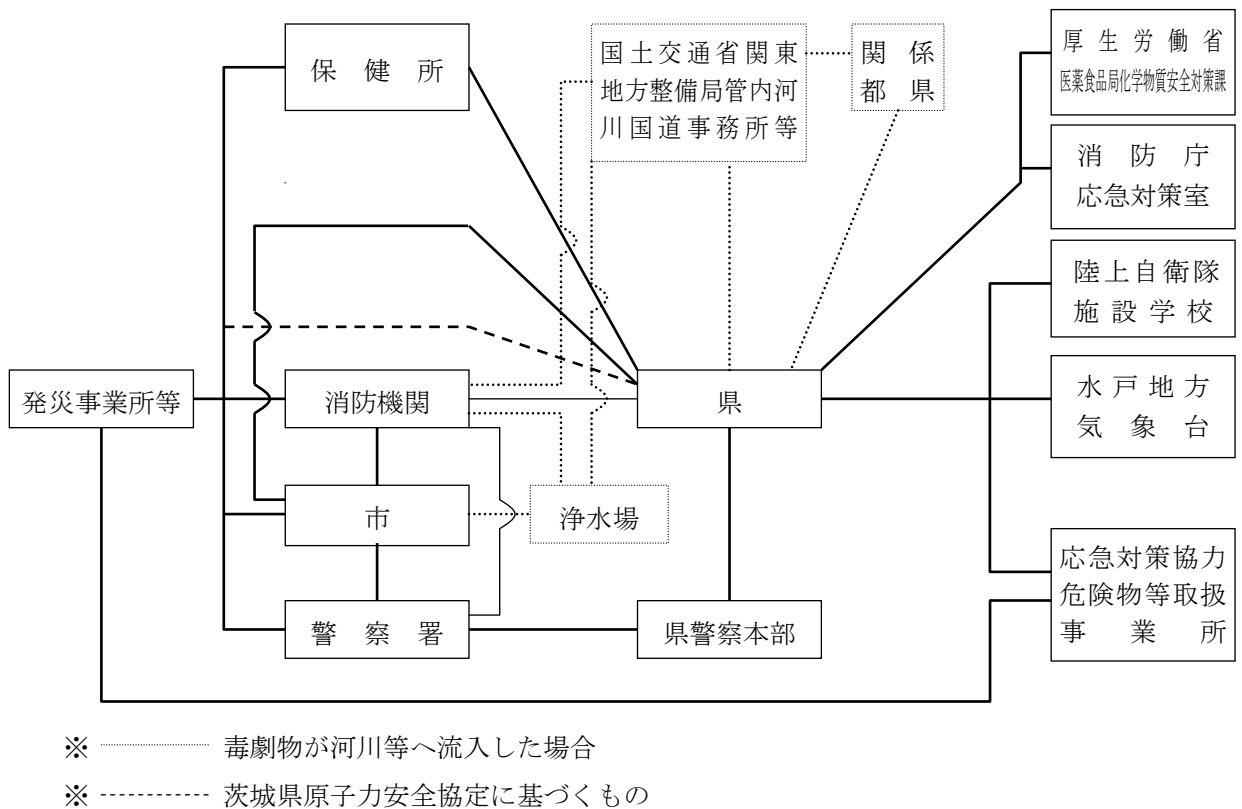 保健所
国土交通省関東
地方整備局管内河
川国道事務所等
関係
都県
厚生労働省
医薬食品局化学物質安全対策課
消防庁
応急対策室
陸上自衛隊
施設学校
発災事業所等
消防機関
県
水戸地方
気象台
市
浄水場
警察署
県警察本部
応急対策協力
危険物等取扱
事業所
※ 毒劇物が河川等へ流入した場合
※ 茨城県原子力安全協定に基づくもの